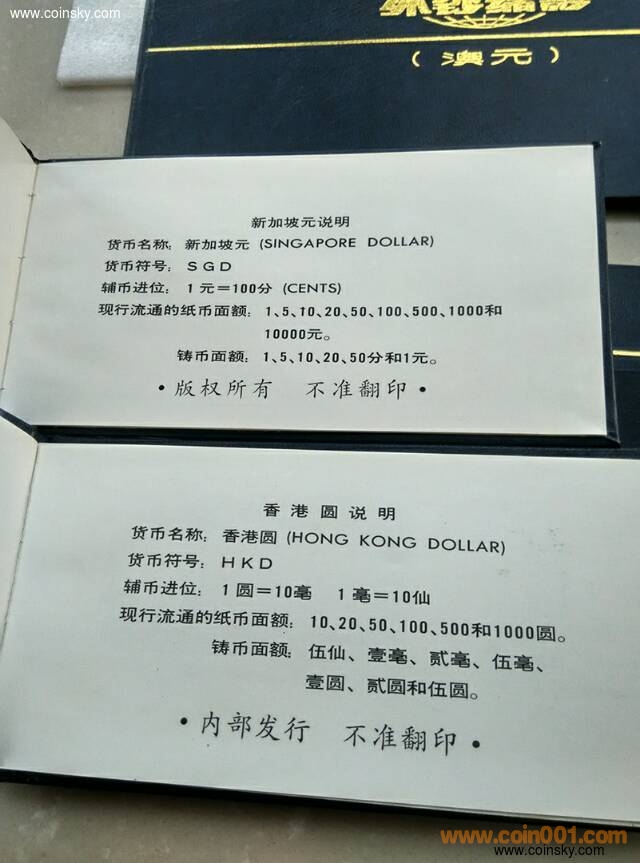 www.coinsky.com
www.coinsky.com
(澳元)
新加坡元说明
货币名称：新加坡元 (SINGAPORE DOLLAR)
货币符号：SGD
辅币进位：1元＝100分 (CENTS)
现行流通的纸币面额：1、5、10、20、50、100、500、1000和
10000元。
铸币面额：1、5、10、20、50分和1元。
·版权所有 不准翻印·
香港圆说明
货币名称：香港圆 (HONG KONG DOLLAR)
货币符号：HKD
辅币进位：1圆＝10毫 1毫＝10仙
现行流通的纸币面额：10、20、50、100、500和1000圆。
铸币面额：伍仙、壹毫、贰毫、伍毫、
壹圆、贰圆和伍圆。
·内部发行 不准翻印·
www.coin001.com
www.coinsky.com